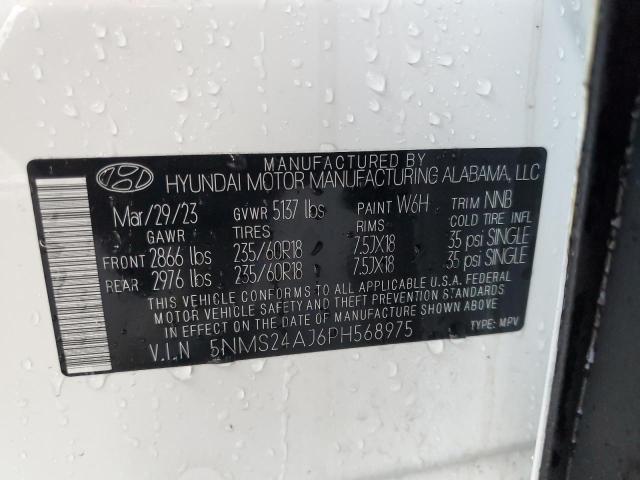 MANUFACTURED BY
HYUNDAI MOTOR MANUFACTURING ALABAMA, LLC
Mar/29/23 GVWR 5137 lbs PAINT W6H TRIM NNB
GAWR TIRES RIMS COLD TIRE INFL
FRONT 2866 lbs 235/60R18 7.5JX18 35 psi SINGLE
REAR 2976 lbs 235/60R18 7.5JX18 35 psi SINGLE
THIS VEHICLE CONFORMS TO ALL APPLICABLE U.S.A. FEDERAL
MOTOR VEHICLE SAFETY AND THEFT PREVENTION STANDARDS
IN EFFECT ON THE DATE OF MANUFACTURE SHOWN ABOVE
V.I.N 5NMS24AJ6PH568975 TYPE: MPV